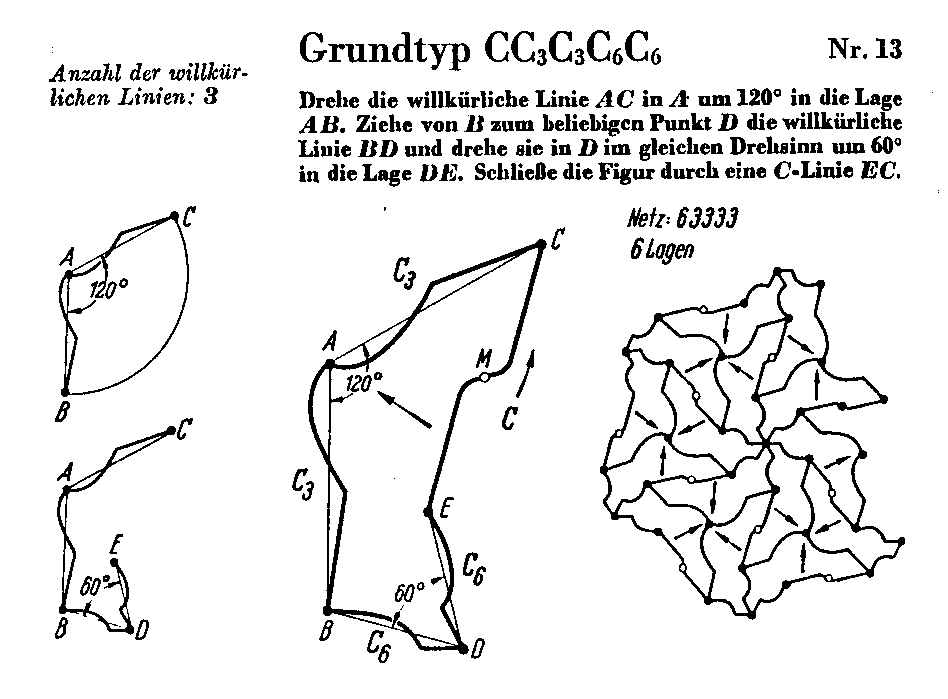 Grundtyp CC₃C₃C₆C₆
Nr. 13
Anzahl der willkür-
lichen Linien: 3
Drehe die willkürliche Linie AC in A um 120° in die Lage
AB. Ziehe von B zum beliebigen Punkt D die willkürliche
Linie BD und drehe sie in D im gleichen Drehsinn um 60°
in die Lage DE. Schließe die Figur durch eine C-Linie EC.
Netz: 63333
6 Lagen
C
A
120°
B
C
A
E
60°
B
D
C
C₃
A
120°
M
C
C₃
E
C₆
60°
B
C₆
D